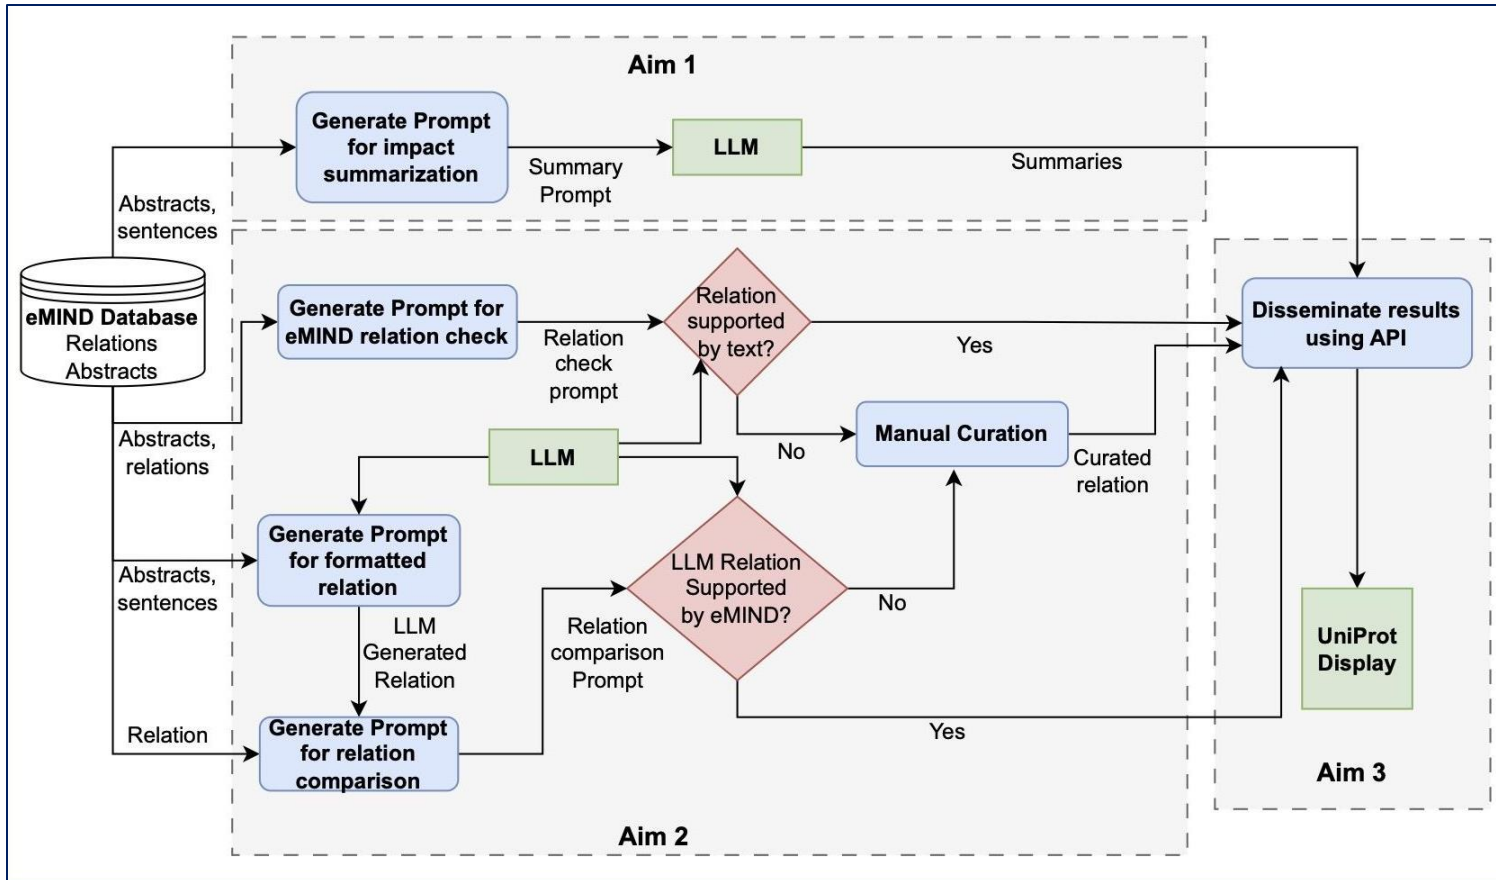 Aim 1
Generate Prompt
for impact
summarization
Summary
Prompt
LLM
Summaries
Abstracts,
sentences
eMIND Database
Relations
Abstracts
Generate Prompt for
eMIND relation check
Relation
check
prompt
Relation
supported
by text?
Yes
Disseminate results
using API
Abstracts,
relations
LLM
No
Manual Curation
Curated
relation
Generate Prompt
for formatted
relation
Abstracts,
sentences
LLM
Generated
Relation
Relation
comparison
Prompt
LLM Relation
Supported
by eMIND?
No
UniProt
Display
Relation
Generate Prompt
for relation
comparison
Yes
Aim 3
Aim 2